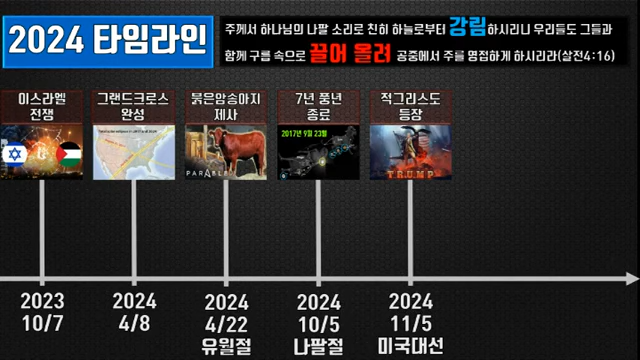 2024 타임라인
주께서 하나님의 나팔 소리로 친히 하늘로부터 강림하시리니 우리들도 그들과
함께 구름 속으로 끌어 올려 공중에서 주를 영접하게 하시리라(살전4:16)
이스라엘
전쟁
그랜드크로스
완성
붉은암송아지
제사
7년 풍년
종료
적그리스도
등장
PARABLE
2017년 9월 23일
TRUMP
2023
10/7
2024
4/8
2024
4/22
유월절
2024
10/5
나팔절
2024
11/5
미국대선